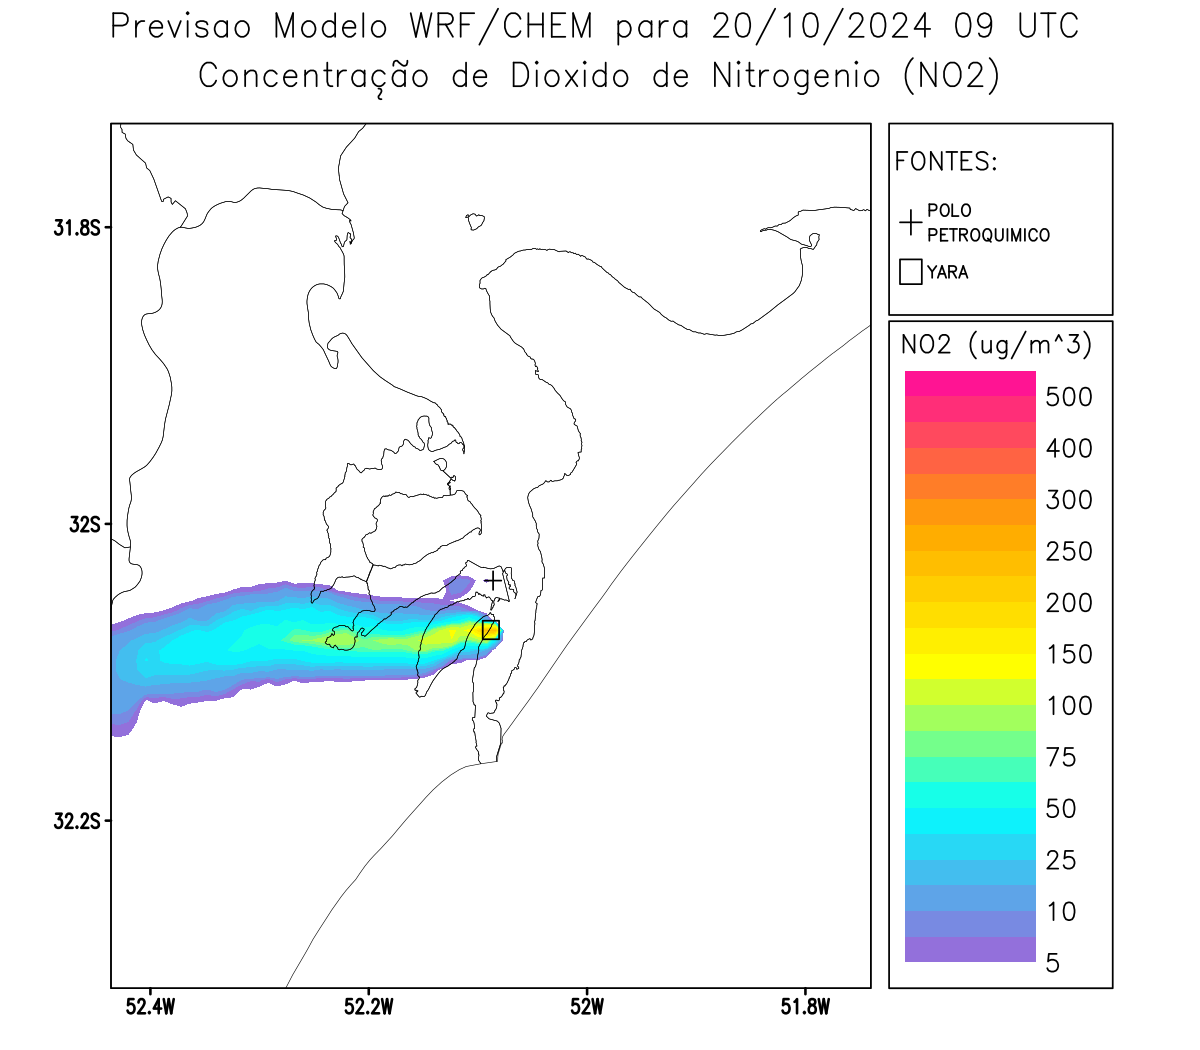 Previsao Modelo WRF/CHEM para 20/10/2024 09 UTC
Concentração de Dioxido de Nitrogenio (NO2)
FONTES:
POLO
PETROQUIMICO
YARA
NO2 (ug/m^3)
500
400
300
250
200
150
100
75
50
25
10
5
31.8S
32S
32.2S
52.4W
52.2W
52W
51.8W